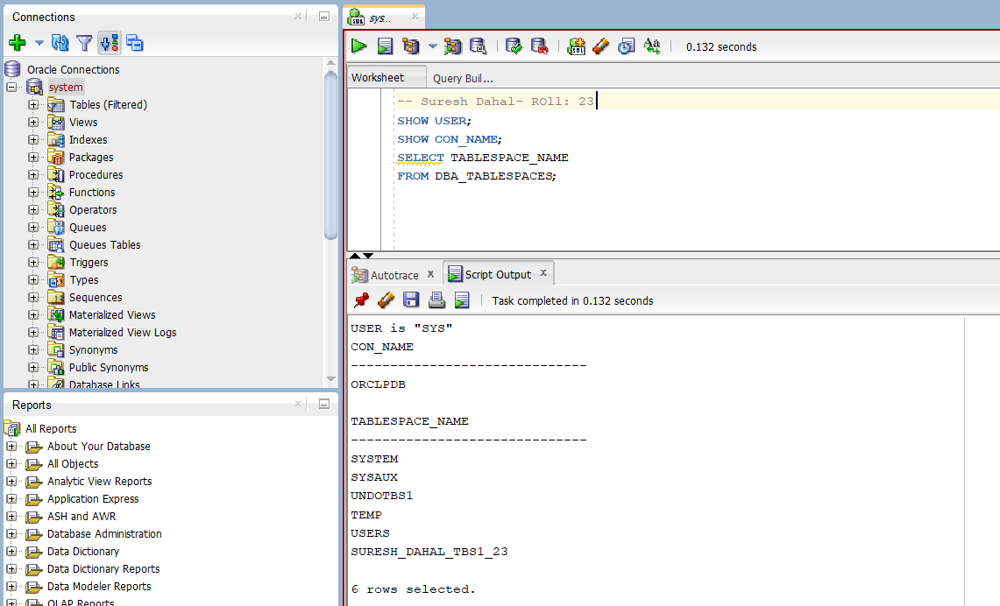 Connections
Oracle Connections
system
Tables (Filtered)
Views
Indexes
Packages
Procedures
Functions
Operators
Queues
Queues Tables
Triggers
Types
Sequences
Materialized Views
Materialized View Logs
Synonyms
Public Synonyms
Database Links
Reports
All Reports
About Your Database
All Objects
Analytic View Reports
Application Express
ASH and AWR
Database Administration
Data Dictionary
Data Dictionary Reports
Data Modeler Reports
OLAP Reports
sys...
0.132 seconds
Worksheet
Query Buil...
-- Suresh Dahal- ROll: 23
SHOW USER;
SHOW CON_NAME;
SELECT TABLESPACE_NAME
FROM DBA_TABLESPACES;
Autotrace
Script Output
Task completed in 0.132 seconds
USER is "SYS"
CON_NAME
------------------------------
ORCLPDB
TABLESPACE_NAME
------------------------------
SYSTEM
SYSAUX
UNDOTBS1
TEMP
USERS
SURESH_DAHAL_TBS1_23
6 rows selected.